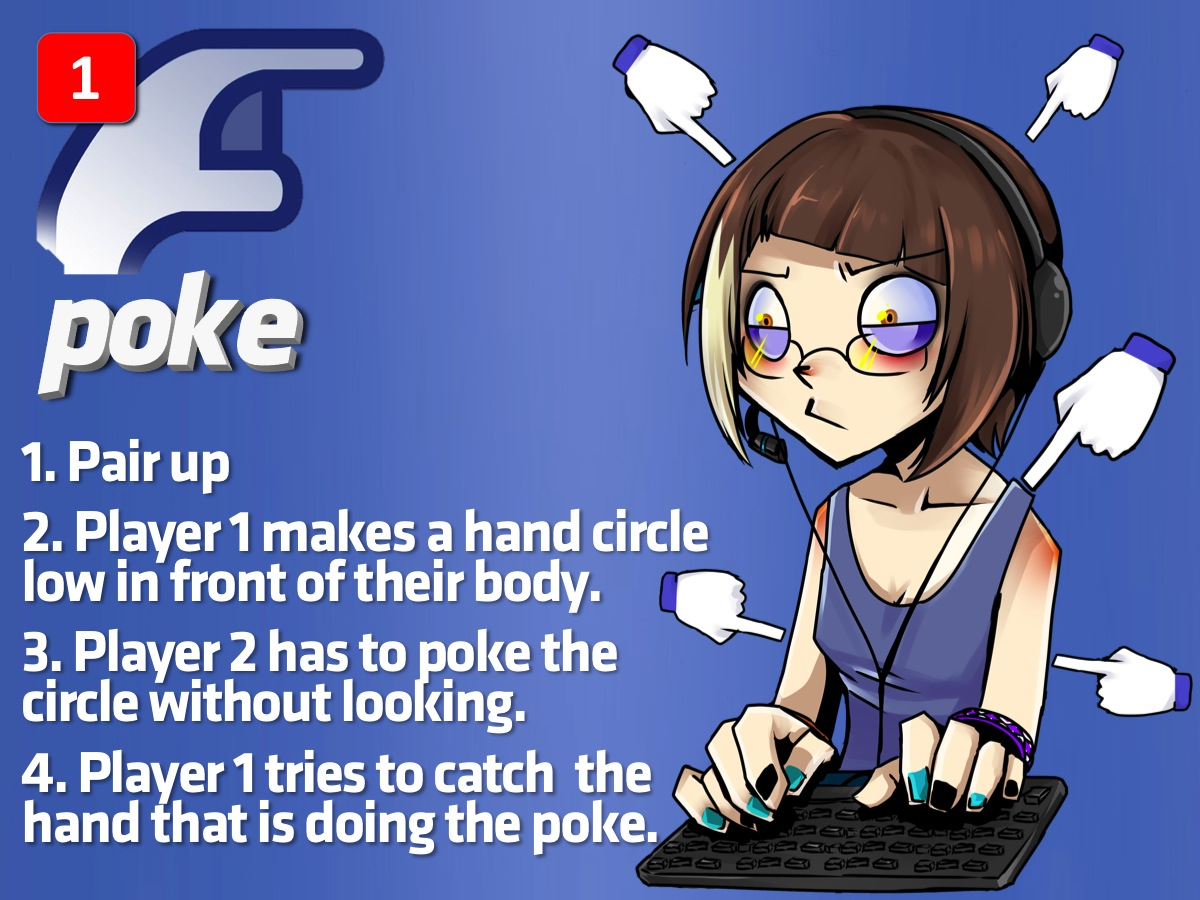 1
poke
1. Pair up
2. Player 1 makes a hand circle
low in front of their body.
3. Player 2 has to poke the
circle without looking.
4. Player 1 tries to catch  the
hand that is doing the poke.